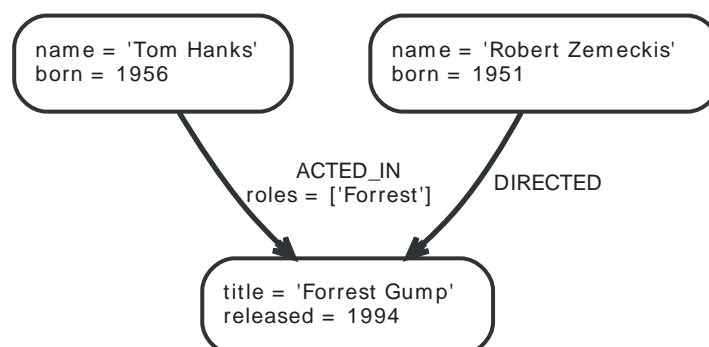 name = 'Tom Hanks'
born = 1956
name = 'Robert Zemeckis'
born = 1951
ACTED_IN
roles = ['Forrest']
DIRECTED
title = 'Forrest Gump'
released = 1994